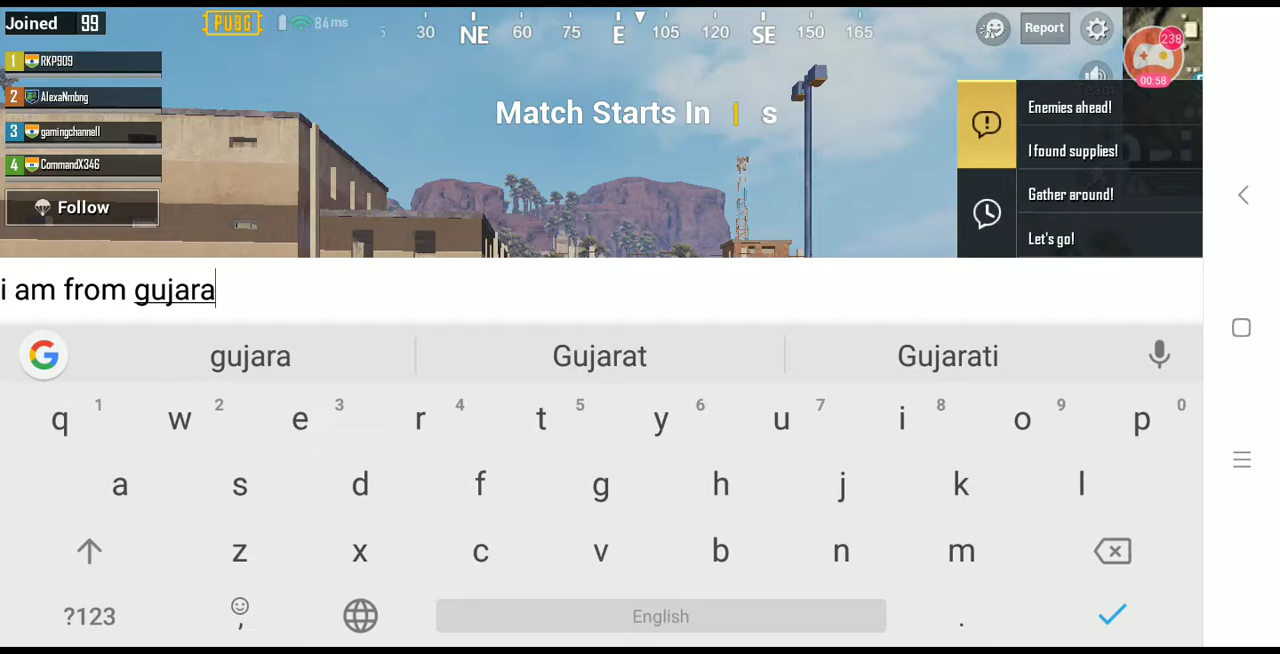 Joined 99
PUBG
84ms
30 NE 60 75 E 105 120 SE 150 165
Report
238
00:58
1 RKP909
2 AlexaNmbng
3 gamingchannell
4 CommandX346
Follow
Match Starts In 1 s
Enemies ahead!
I found supplies!
Gather around!
Let's go!
i am from gujara
gujara Gujarat Gujarati
1 2 3 4 5 6 7 8 9 0
q w e r t y u i o p
a s d f g h j k l
z x c v b n m
?123 , English .